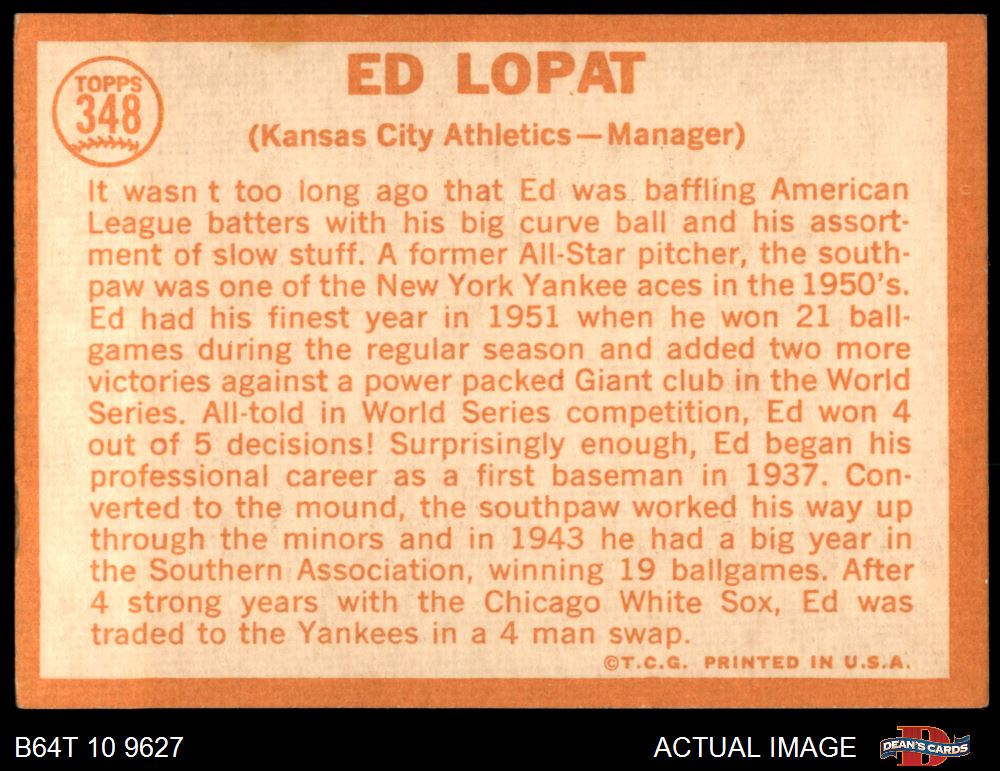 TOPPS
348
ED LOPAT
(Kansas City Athletics—Manager)
It wasn t too long ago that Ed was baffling American
League batters with his big curve ball and his assort-
ment of slow stuff. A former All-Star pitcher, the south-
paw was one of the New York Yankee aces in the 1950's.
Ed had his finest year in 1951 when he won 21 ball-
games during the regular season and added two more
victories against a power packed Giant club in the World
Series. All-told in World Series competition, Ed won 4
out of 5 decisions! Surprisingly enough, Ed began his
professional career as a first baseman in 1937. Con-
verted to the mound, the southpaw worked his way up
through the minors and in 1943 he had a big year in
the Southern Association, winning 19 ballgames. After
4 strong years with the Chicago White Sox, Ed was
traded to the Yankees in a 4 man swap.
©T.C.G. PRINTED IN U.S.A.
B64T 10 9627
ACTUAL IMAGE
D
DEAN'S CARDS